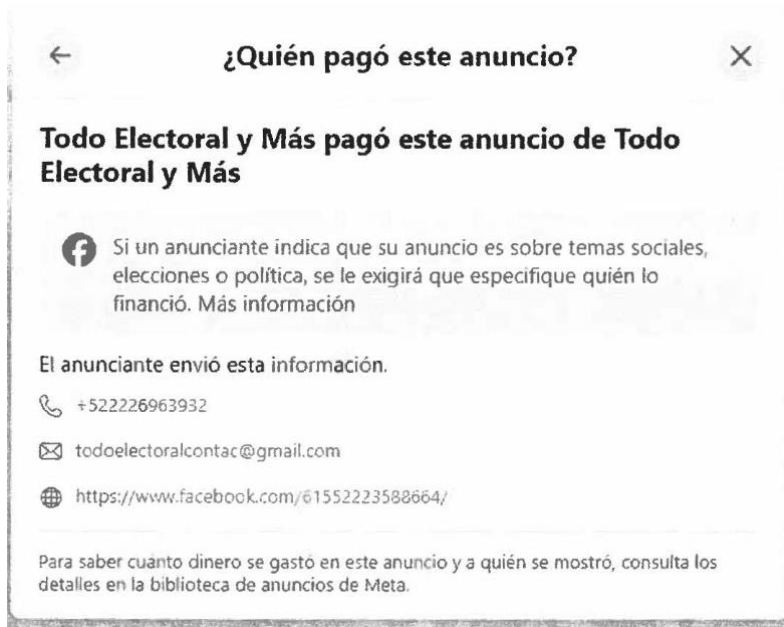 ¿Quién pagó este anuncio?
Todo Electoral y Más pagó este anuncio de Todo
Electoral y Más
Si un anunciante indica que su anuncio es sobre temas sociales,
elecciones o política, se le exigirá que especifique quién lo
financió. Más información
El anunciante envió esta información.
+522226963932
todoelectoralcontac@gmail.com
https://www.facebook.com/61552223588664/
Para saber cuánto dinero se gastó en este anuncio y a quién se mostró, consulta los
detalles en la biblioteca de anuncios de Meta.